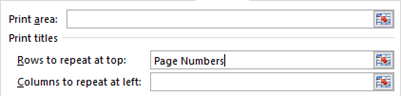 Print area:
Print titles
Rows to repeat at top: Page Numbers
Columns to repeat at left: